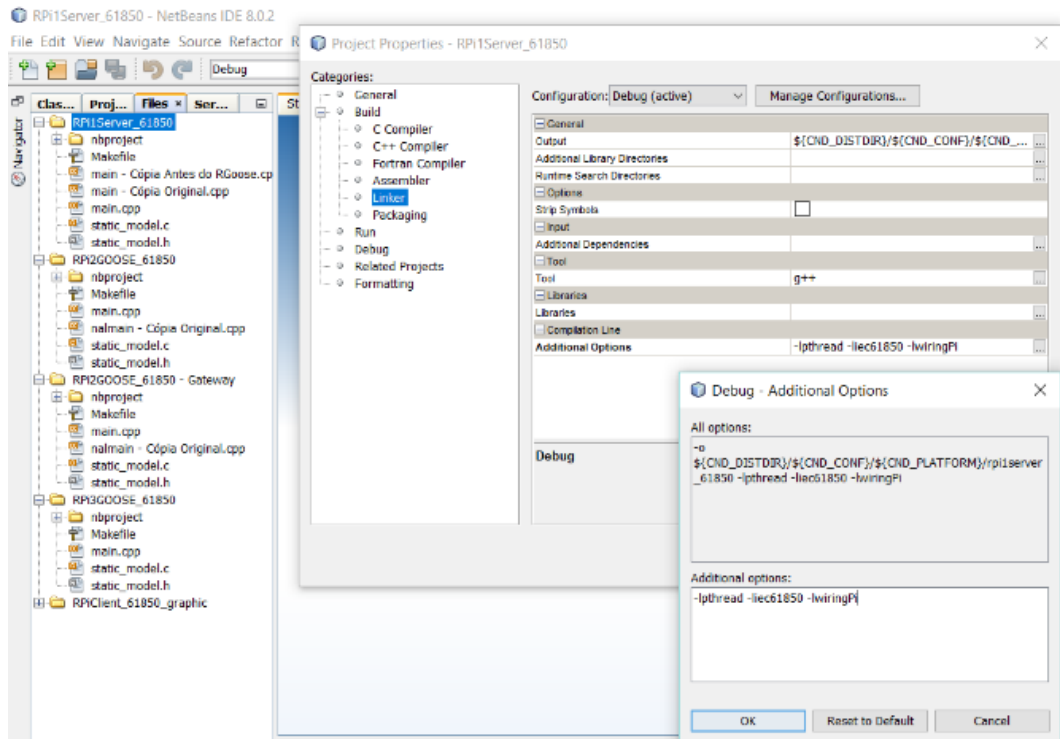 RPi1Server_61850 - NetBeans IDE 8.0.2
File Edit View Navigate Source Refactor R
Debug
Clas... Proj... Files × Ser...
St
Navigator
RPi1Server_61850
nbproject
Makefile
main - Cópia Antes do RGoose.cp
main - Cópia Original.cpp
main.cpp
static_model.c
static_model.h
RPi2GOOSE_61850
nbproject
Makefile
main.cpp
nalmain - Cópia Original.cpp
static_model.c
static_model.h
RPi2GOOSE_61850 - Gateway
nbproject
Makefile
main.cpp
nalmain - Cópia Original.cpp
static_model.c
static_model.h
RPi3GOOSE_61850
nbproject
Makefile
main.cpp
static_model.c
static_model.h
RPiClient_61850_graphic
Project Properties - RPi1Server_61850
Categories:
General
Build
C Compiler
C++ Compiler
Fortran Compiler
Assembler
Linker
Packaging
Run
Debug
Related Projects
Formatting
Configuration: Debug (active) Manage Configurations...
General
Output ${CND_DISTDIR}/${CND_CONF}/${CND_... ...
Additional Library Directories ...
Runtime Search Directories ...
Options
Strip Symbols
Input
Additional Dependencies ...
Tool
Tool g++ ...
Libraries
Libraries ...
Compilation Line
Additional Options -lpthread -liec61850 -lwiringPi ...
Debug
Debug - Additional Options
All options:
-o
${CND_DISTDIR}/${CND_CONF}/${CND_PLATFORM}/rpi1server
_61850 -lpthread -liec61850 -lwiringPi
Additional options:
-lpthread -liec61850 -lwiringPi
OK Reset to Default Cancel